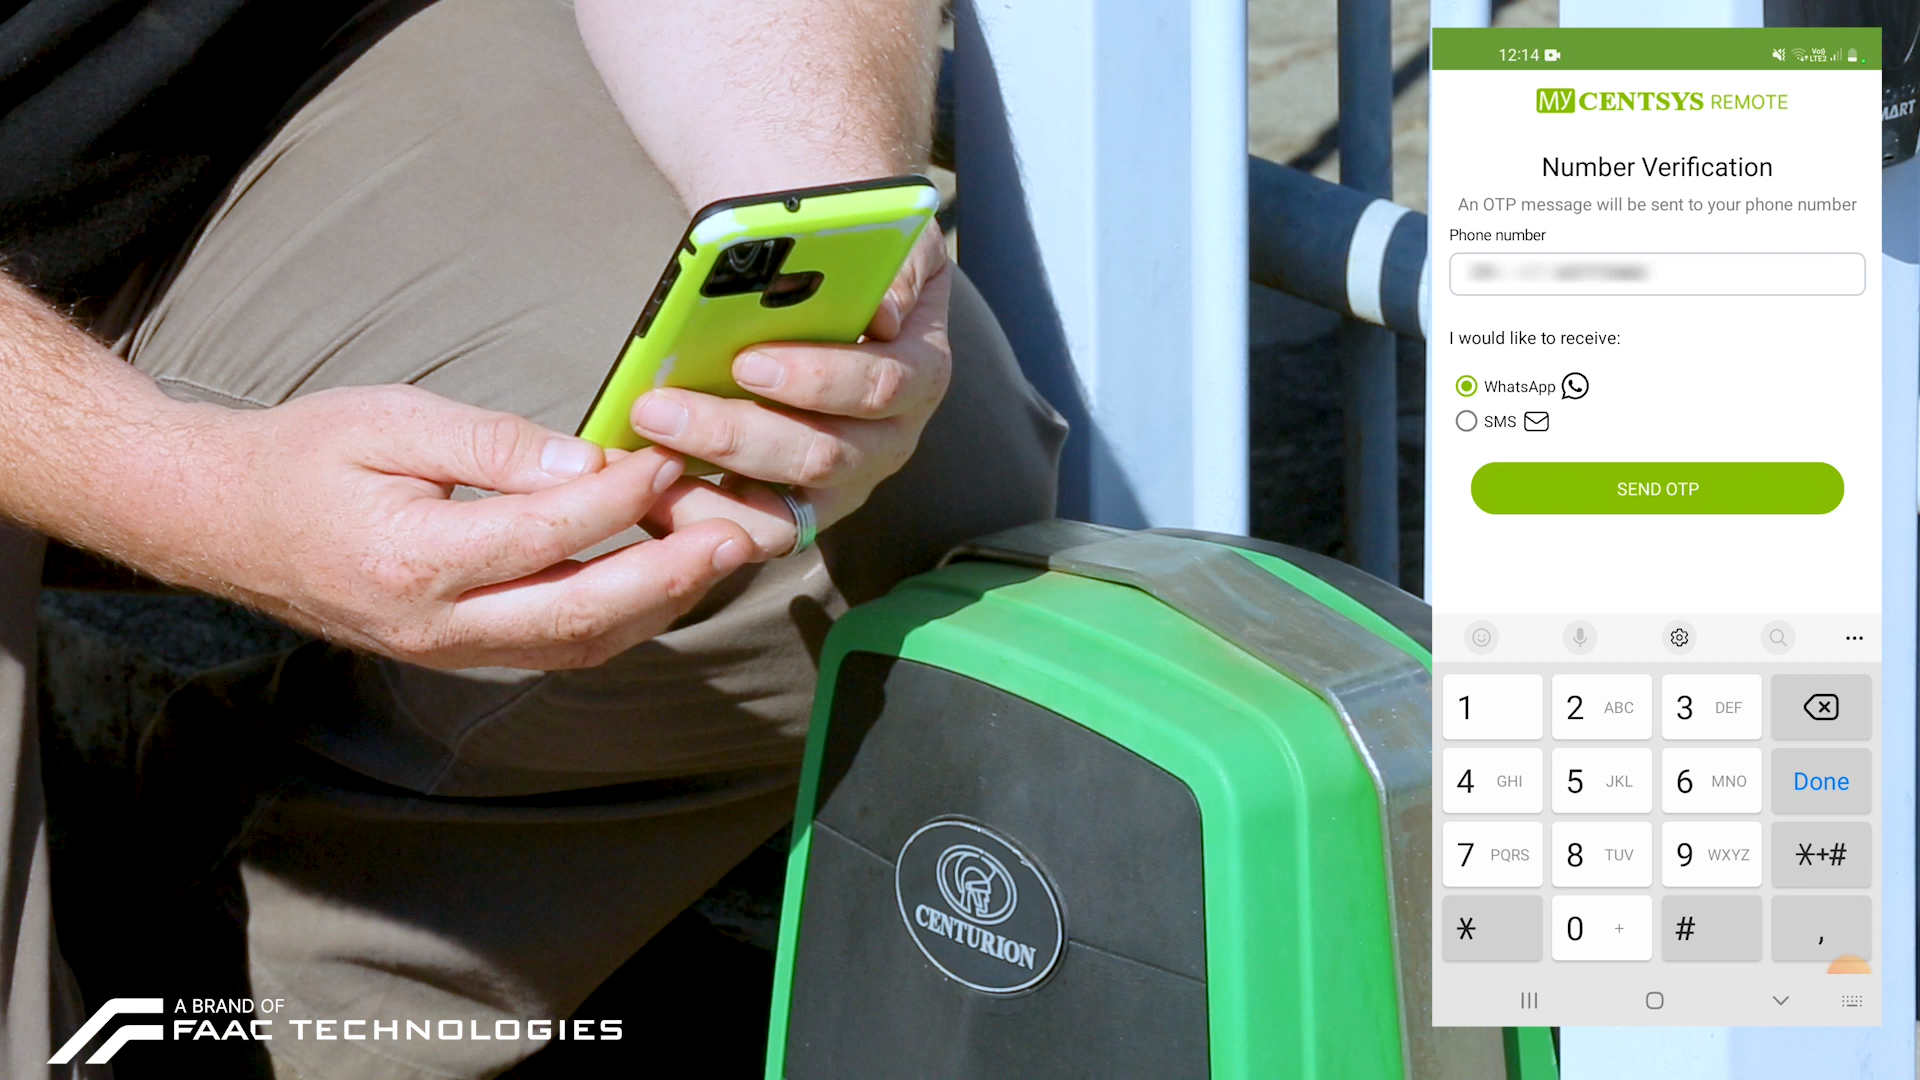 12:14
Vo))
LTE2
MY CENTSYS REMOTE
Number Verification
An OTP message will be sent to your phone number
Phone number
I would like to receive:
WhatsApp
SMS
SEND OTP
1
2 ABC
3 DEF
4 GHI
5 JKL
6 MNO
Done
7 PQRS
8 TUV
9 WXYZ
*+#
*
0 +
#
,
CENTURION
A BRAND OF
FAAC TECHNOLOGIES